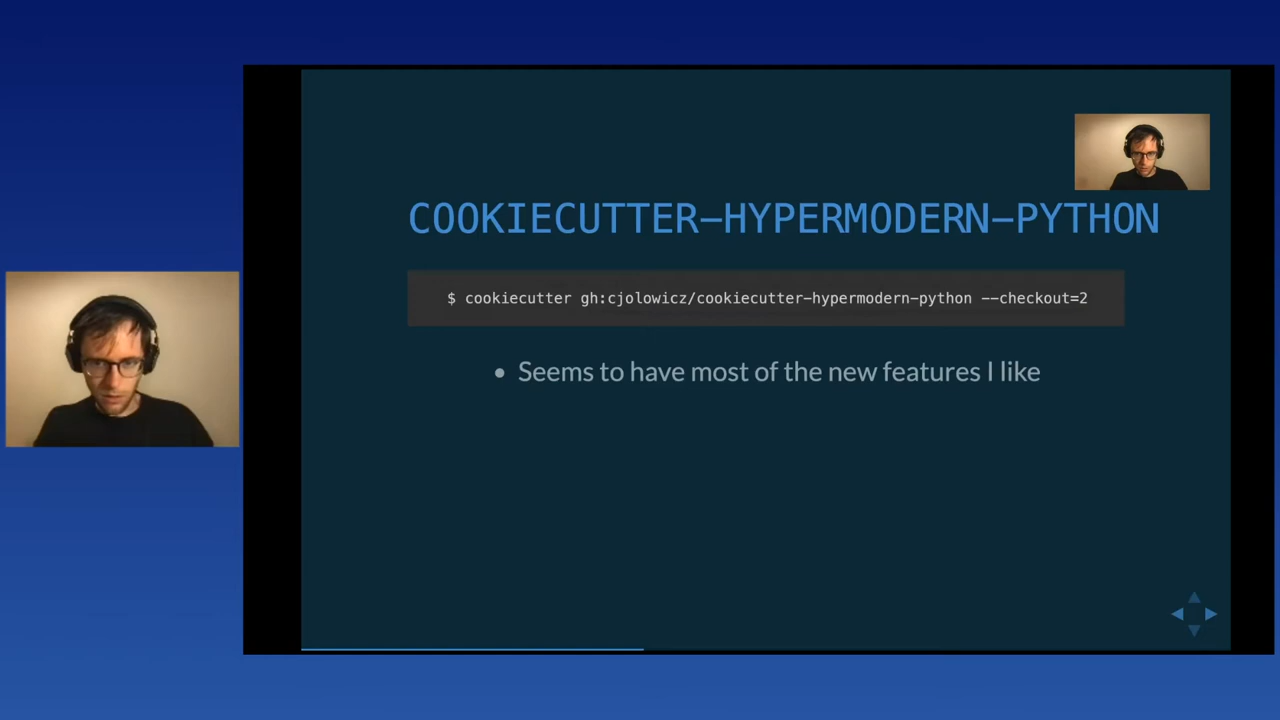 COOKIECUTTER-HYPERMODERN-PYTHON
$ cookiecutter gh:cjolowicz/cookiecutter-hypermodern-python --checkout=2
• Seems to have most of the new features I like